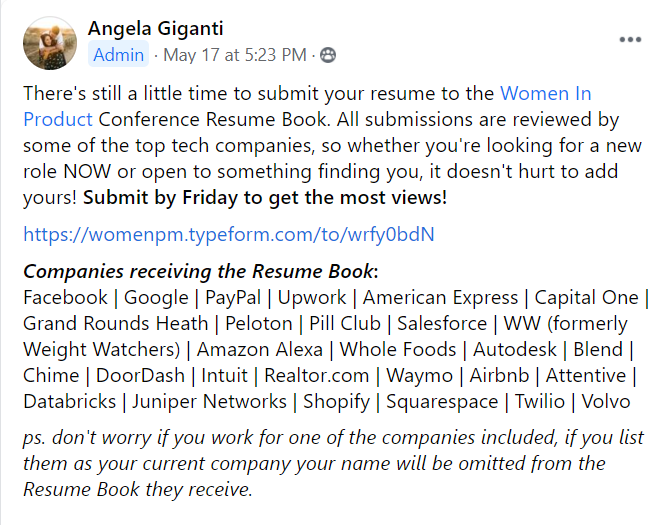 Angela Giganti
Admin · May 17 at 5:23 PM ·
There's still a little time to submit your resume to the Women In
Product Conference Resume Book. All submissions are reviewed by
some of the top tech companies, so whether you're looking for a new
role NOW or open to something finding you, it doesn't hurt to add
yours! Submit by Friday to get the most views!
https://womenpm.typeform.com/to/wrfy0bdN
Companies receiving the Resume Book:
Facebook | Google | PayPal | Upwork | American Express | Capital One |
Grand Rounds Heath | Peloton | Pill Club | Salesforce | WW (formerly
Weight Watchers) | Amazon Alexa | Whole Foods | Autodesk | Blend |
Chime | DoorDash | Intuit | Realtor.com | Waymo | Airbnb | Attentive |
Databricks | Juniper Networks | Shopify | Squarespace | Twilio | Volvo
ps. don't worry if you work for one of the companies included, if you list
them as your current company your name will be omitted from the
Resume Book they receive.